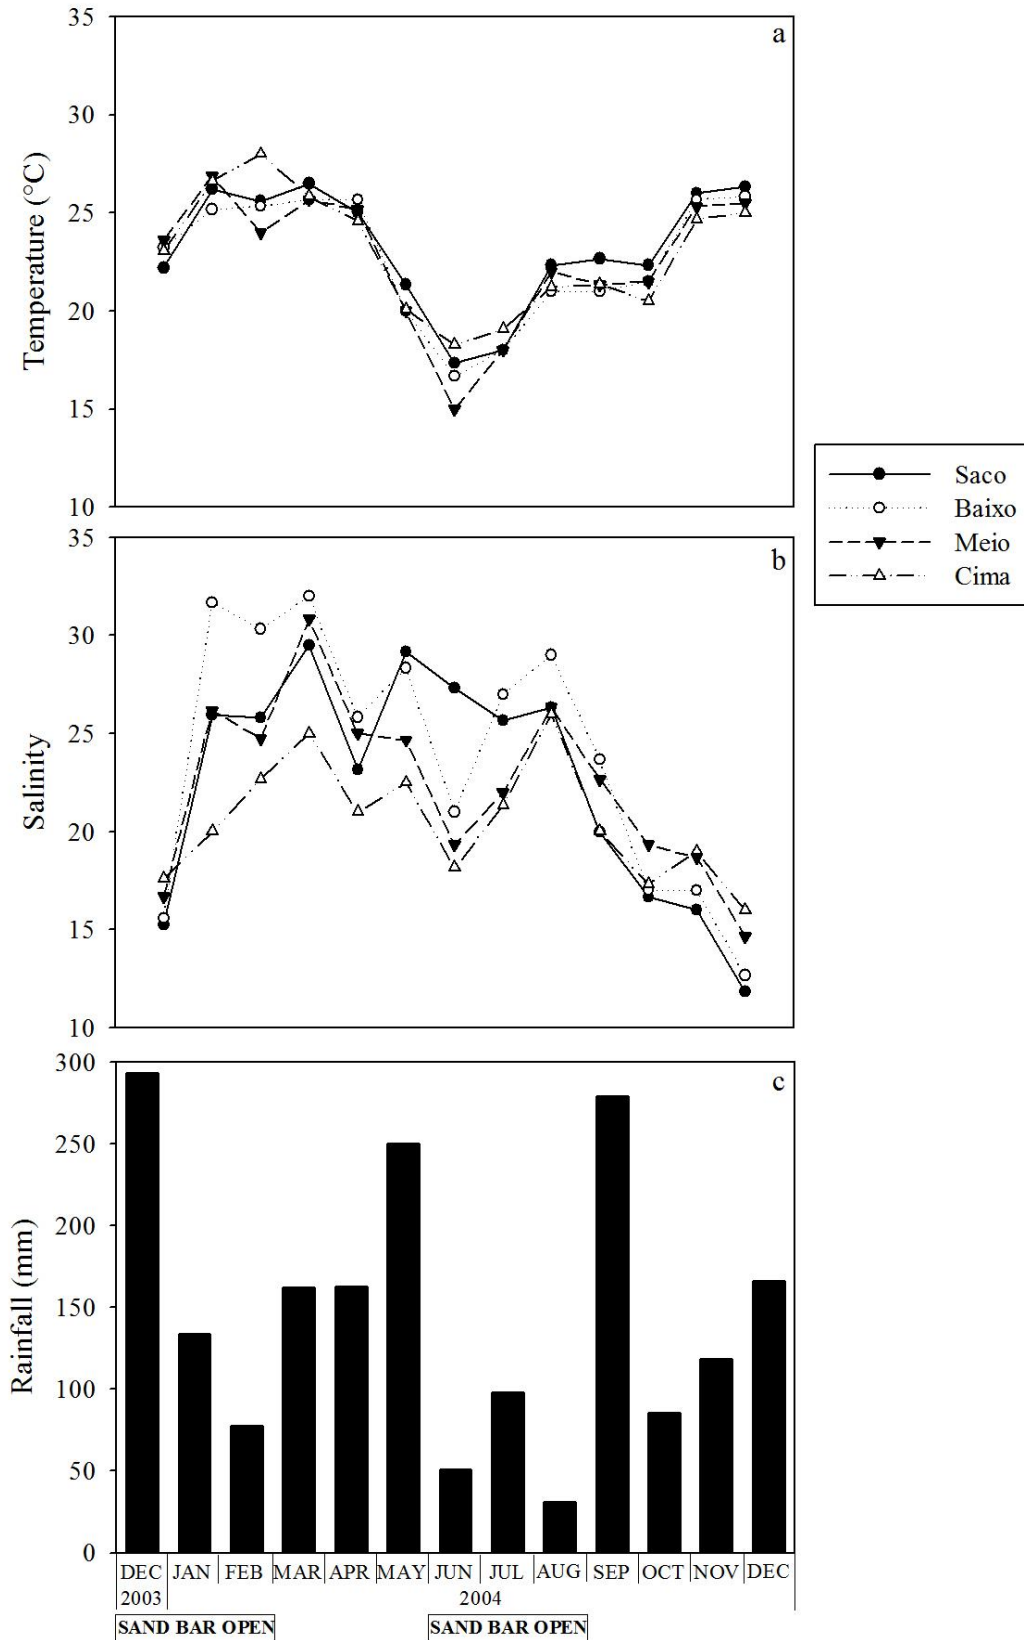 35
a
30
25
20
15
10
Temperature (°C)
Saco
Baixo
Meio
Cima
35
b
30
25
20
15
10
Salinity
300
c
250
200
150
100
50
0
Rainfall (mm)
DEC JAN FEB MAR APR MAY JUN JUL AUG SEP OCT NOV DEC
2003 2004
SAND BAR OPEN SAND BAR OPEN